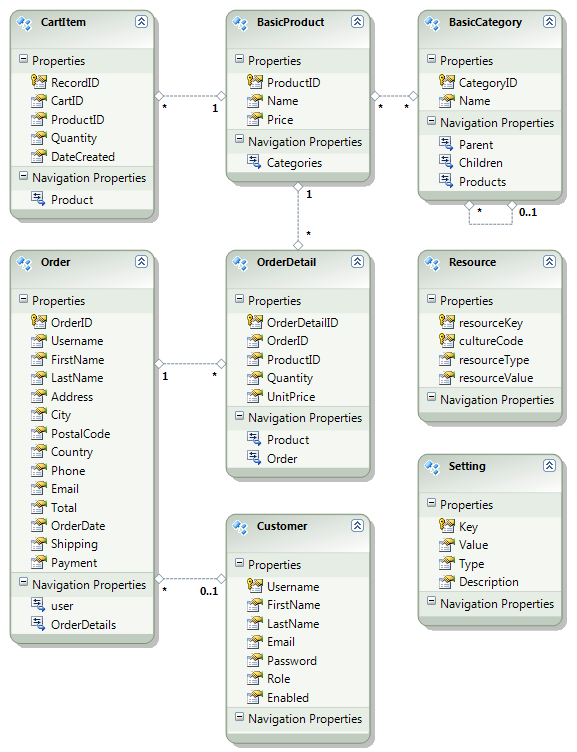 CartItem
Properties
RecordID
CartID
ProductID
Quantity
DateCreated
Navigation Properties
Product
*
1
BasicProduct
Properties
ProductID
Name
Price
Navigation Properties
Categories
*
*
1
*
BasicCategory
Properties
CategoryID
Name
Navigation Properties
Parent
Children
Products
*
0..1
Order
Properties
OrderID
Username
FirstName
LastName
Address
City
PostalCode
Country
Phone
Email
Total
OrderDate
Shipping
Payment
Navigation Properties
user
OrderDetails
1
*
*
0..1
OrderDetail
Properties
OrderDetailID
OrderID
ProductID
Quantity
UnitPrice
Navigation Properties
Product
Order
Resource
Properties
resourceKey
cultureCode
resourceType
resourceValue
Navigation Properties
Customer
Properties
Username
FirstName
LastName
Email
Password
Role
Enabled
Navigation Properties
Setting
Properties
Key
Value
Type
Description
Navigation Properties